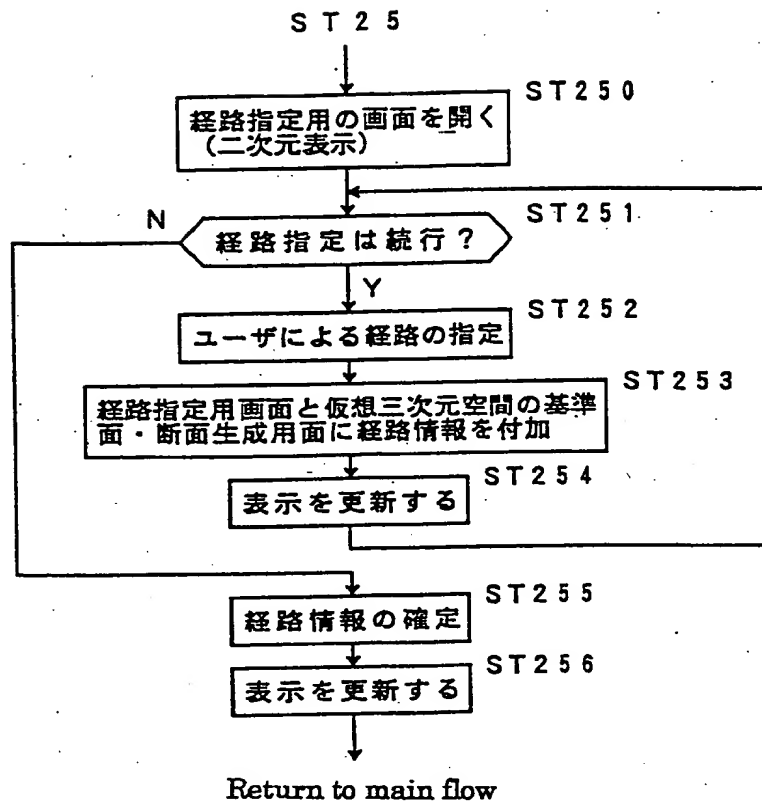 ST25
ST250
経路指定用の画面を開く
(二次元表示)
ST251
N
経路指定は続行?
Y
ST252
ユーザによる経路の指定
ST253
経路指定用画面と仮想三次元空間の基準
面・断面生成用面に経路情報を付加
ST254
表示を更新する
ST255
経路情報の確定
ST256
表示を更新する
Return to main flow